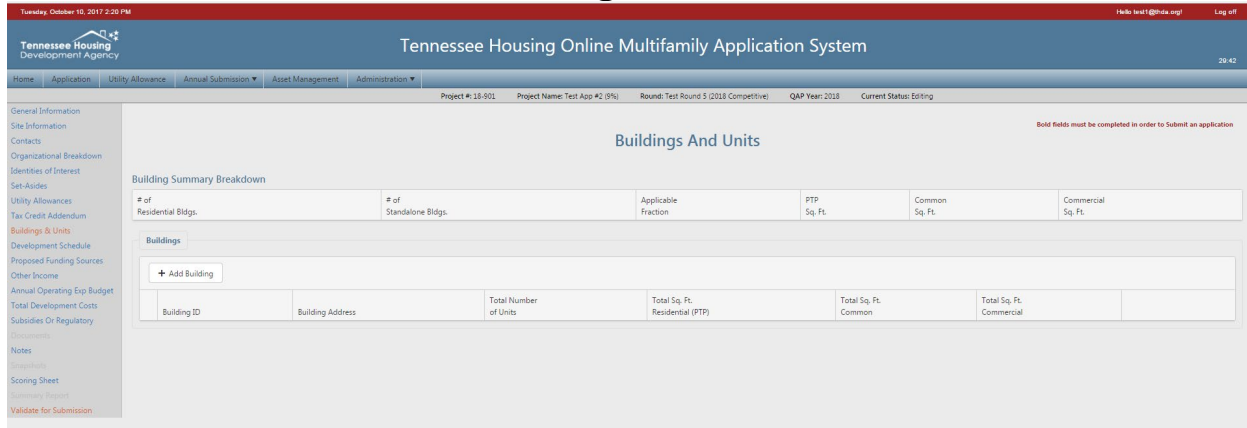 Tuesday, October 10, 2017 2:20 PM
Hello test1@thda.org! Log off
Tennessee Housing
Development Agency
Tennessee Housing Online Multifamily Application System
29:42
Home Application Utility Allowance Annual Submission ▼ Asset Management Administration ▼
Project #: 18-901 Project Name: Test App #2 (9%) Round: Test Round 5 (2018 Competitive) QAP Year: 2018 Current Status: Editing
General Information
Site Information
Contacts
Organizational Breakdown
Identities of Interest
Set-Asides
Utility Allowances
Tax Credit Addendum
Buildings & Units
Development Schedule
Proposed Funding Sources
Other Income
Annual Operating Exp Budget
Total Development Costs
Subsidies Or Regulatory
Documents
Notes
Snapshots
Scoring Sheet
Summary Report
Validate for Submission
Bold fields must be completed in order to Submit an application
Buildings And Units
Building Summary Breakdown
# of Residential Bldgs.
# of Standalone Bldgs.
Applicable Fraction
PTP Sq. Ft.
Common Sq. Ft.
Commercial Sq. Ft.
Buildings
+ Add Building
Building ID
Building Address
Total Number of Units
Total Sq. Ft. Residential (PTP)
Total Sq. Ft. Common
Total Sq. Ft. Commercial